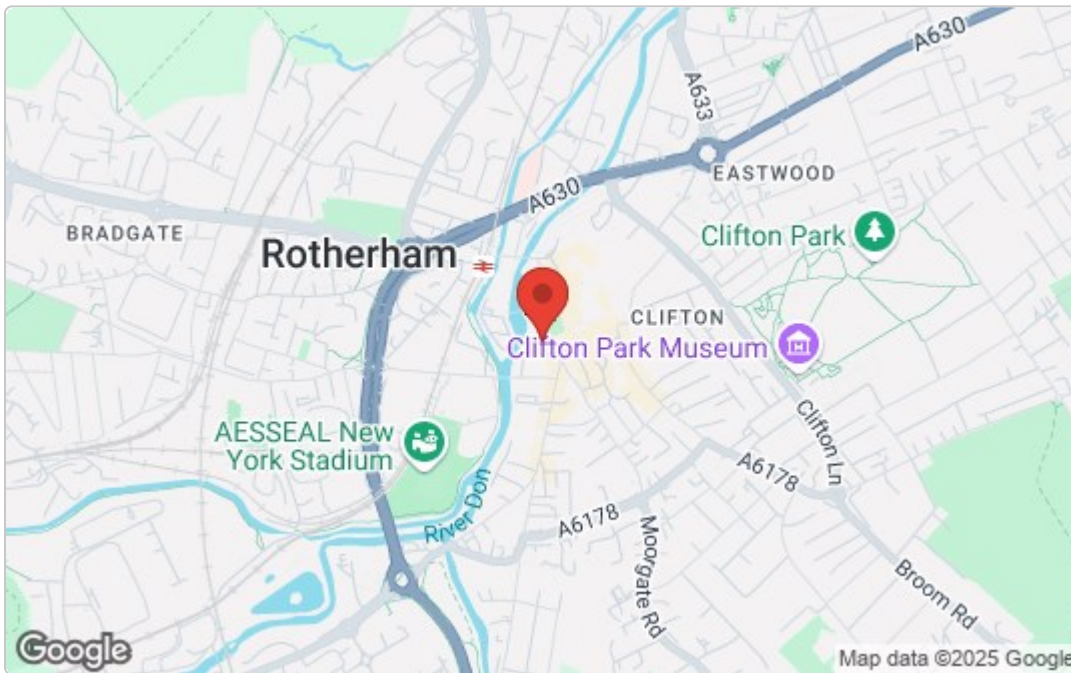 A630
A633
A630
EASTWOOD
BRADGATE
Clifton Park
Rotherham
CLIFTON
Clifton Park Museum
AESSEAL New
York Stadium
Clifton Ln
A6178
River Don
A6178
Moorgate Rd
Broom Rd
Google
Map data ©2025 Google